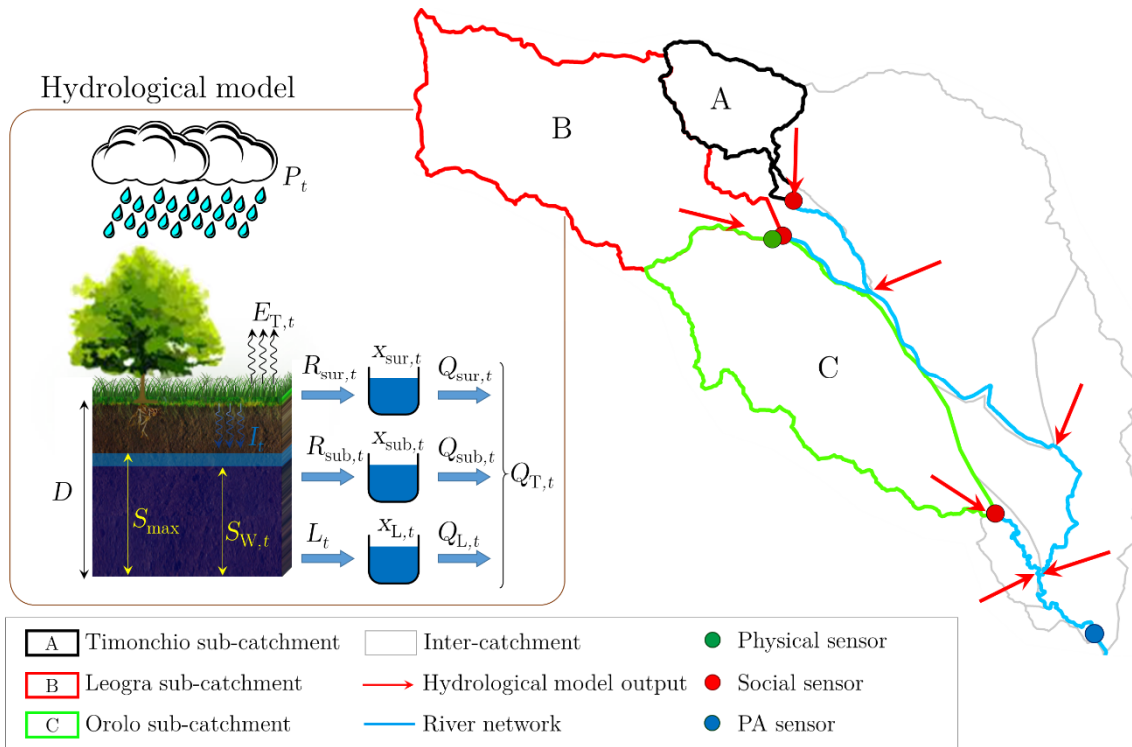 Hydrological model
P_t
E_T,t
I_t
D
S_max
S_W,t
R_sur,t
x_sur,t
Q_sur,t
R_sub,t
x_sub,t
Q_sub,t
L_t
x_L,t
Q_L,t
Q_T,t
A
B
C
A Timonchio sub-catchment
B Leogra sub-catchment
C Orolo sub-catchment
Inter-catchment
Hydrological model output
River network
Physical sensor
Social sensor
PA sensor